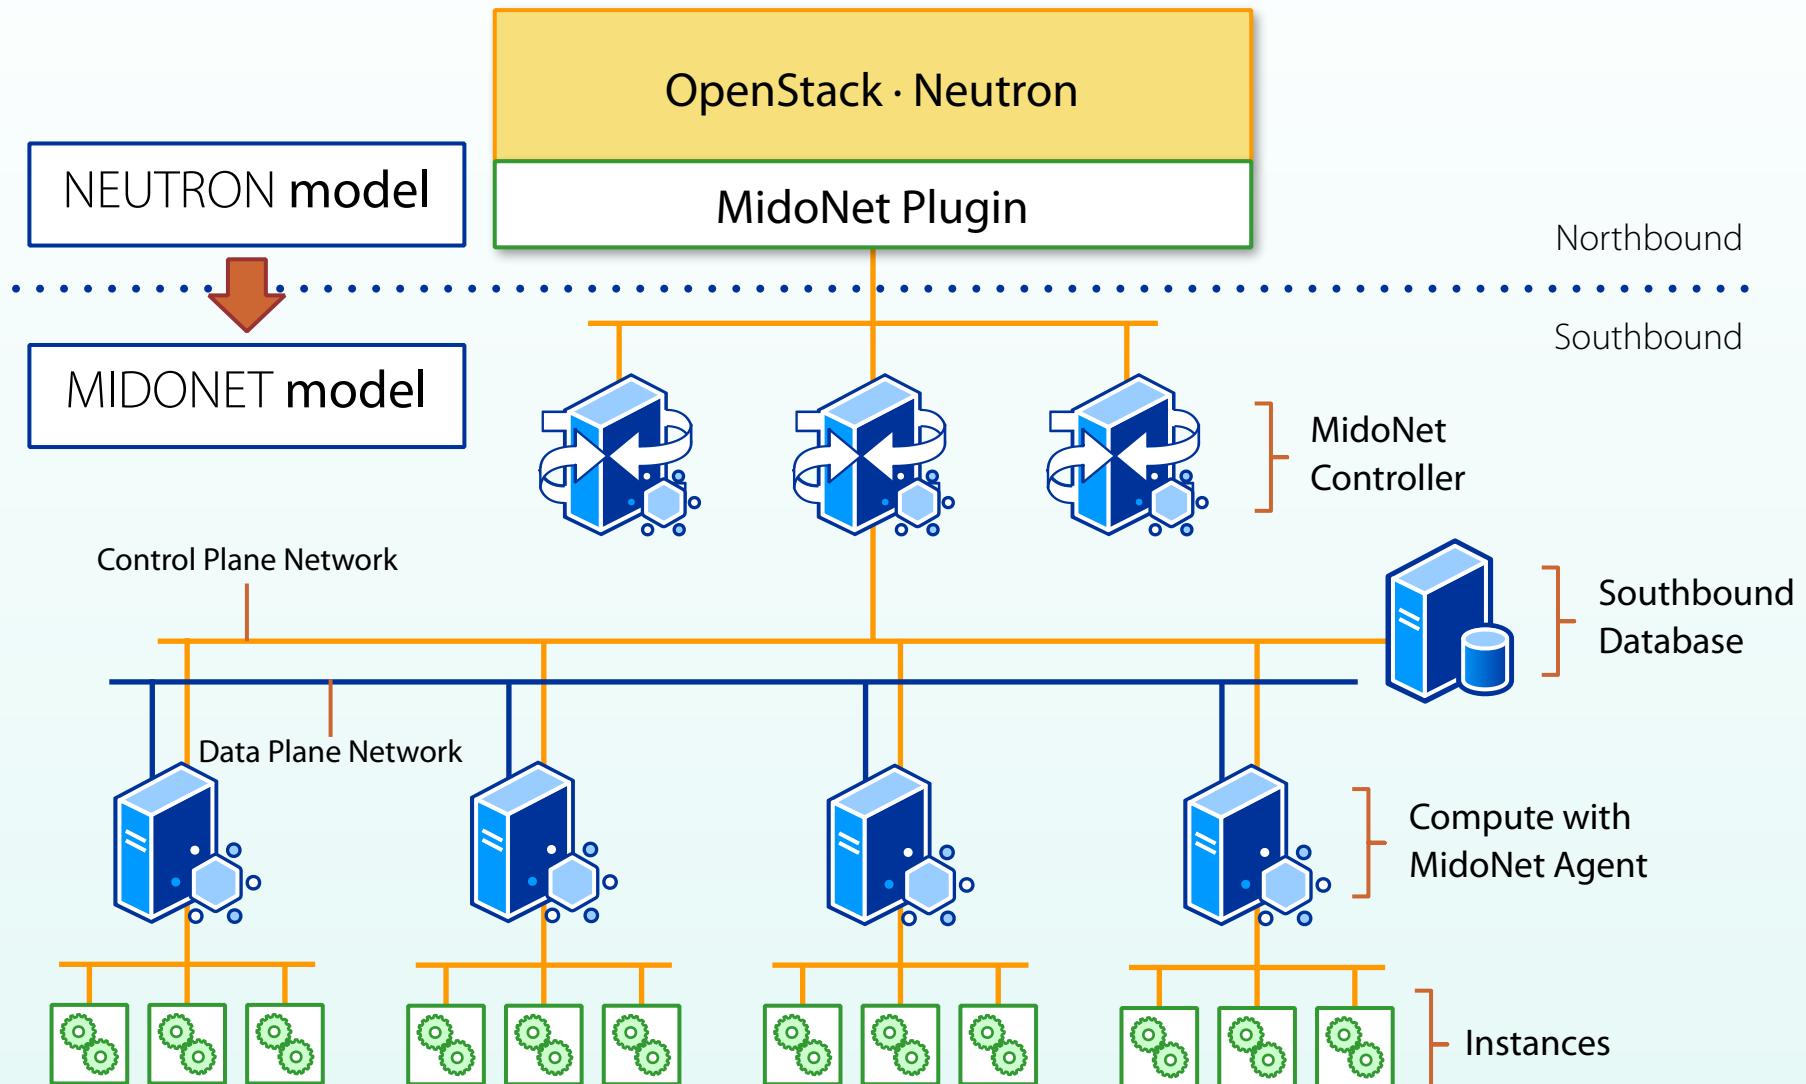 OpenStack · Neutron
NEUTRON model
MidoNet Plugin
Northbound
Southbound
MIDONET model
MidoNet
Controller
Control Plane Network
Southbound
Database
Data Plane Network
Compute with
MidoNet Agent
Instances